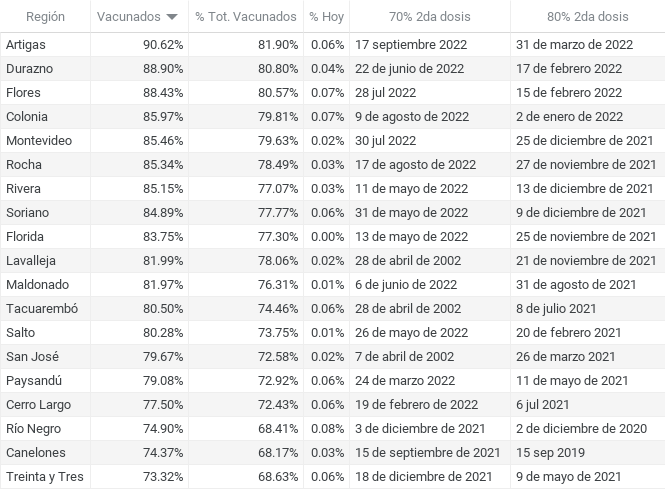 Región Vacunados % Tot. Vacunados % Hoy 70% 2da dosis 80% 2da dosis
Artigas 90.62% 81.90% 0.06% 17 septiembre 2022 31 de marzo de 2022
Durazno 88.90% 80.80% 0.04% 22 de junio de 2022 17 de febrero 2022
Flores 88.43% 80.57% 0.07% 28 jul 2022 15 de febrero 2022
Colonia 85.97% 79.81% 0.07% 9 de agosto de 2022 2 de enero de 2022
Montevideo 85.46% 79.63% 0.02% 30 jul 2022 25 de diciembre de 2021
Rocha 85.34% 78.49% 0.03% 17 de agosto de 2022 27 de noviembre de 2021
Rivera 85.15% 77.07% 0.03% 11 de mayo de 2022 13 de diciembre de 2021
Soriano 84.89% 77.77% 0.06% 31 de mayo de 2022 9 de diciembre de 2021
Florida 83.75% 77.30% 0.00% 13 de mayo de 2022 25 de noviembre de 2021
Lavalleja 81.99% 78.06% 0.02% 28 de abril de 2002 21 de noviembre de 2021
Maldonado 81.97% 76.31% 0.01% 6 de junio de 2022 31 de agosto de 2021
Tacuarembó 80.50% 74.46% 0.06% 28 de abril de 2002 8 de julio 2021
Salto 80.28% 73.75% 0.01% 26 de mayo de 2022 20 de febrero 2021
San José 79.67% 72.58% 0.02% 7 de abril de 2002 26 de marzo 2021
Paysandú 79.08% 72.92% 0.06% 24 de marzo 2022 11 de mayo de 2021
Cerro Largo 77.50% 72.43% 0.06% 19 de febrero de 2022 6 jul 2021
Río Negro 74.90% 68.41% 0.08% 3 de diciembre de 2021 2 de diciembre de 2020
Canelones 74.37% 68.17% 0.03% 15 de septiembre de 2021 15 sep 2019
Treinta y Tres 73.32% 68.63% 0.06% 18 de diciembre de 2021 9 de mayo de 2021